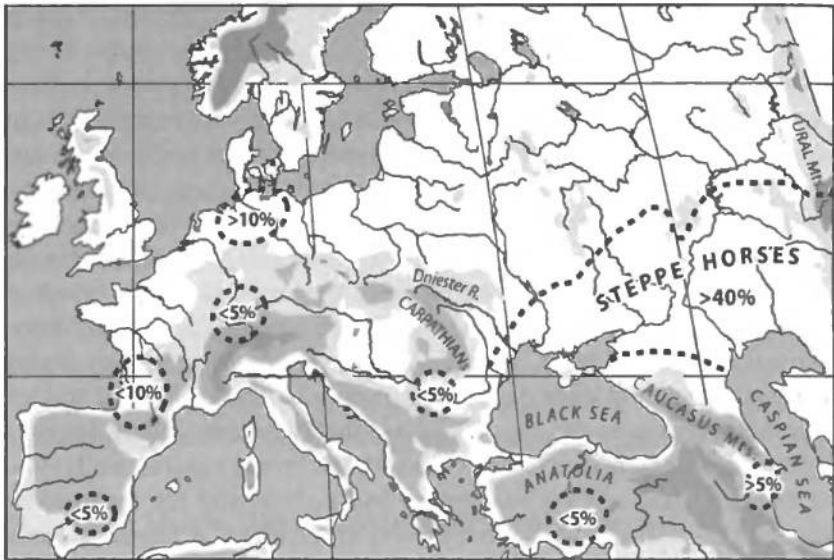 URAL Mts.
>10%
STEPPE HORSES
>40%
Dniester R.
CARPATHIANS
<5%
<10%
<5%
BLACK SEA
CAUCASUS Mts.
CASPIAN SEA
ANATOLIA
>5%
<5%
<5%